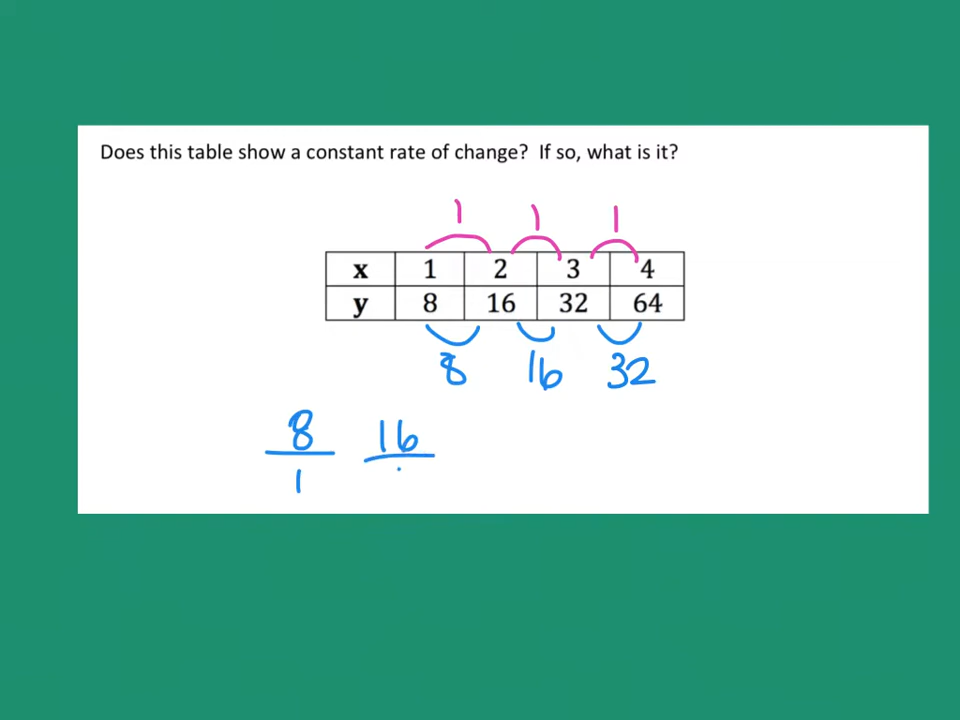 Does this table show a constant rate of change? If so, what is it?
1 1 1
x 1 2 3 4
y 8 16 32 64
8 16 32
8 16
1